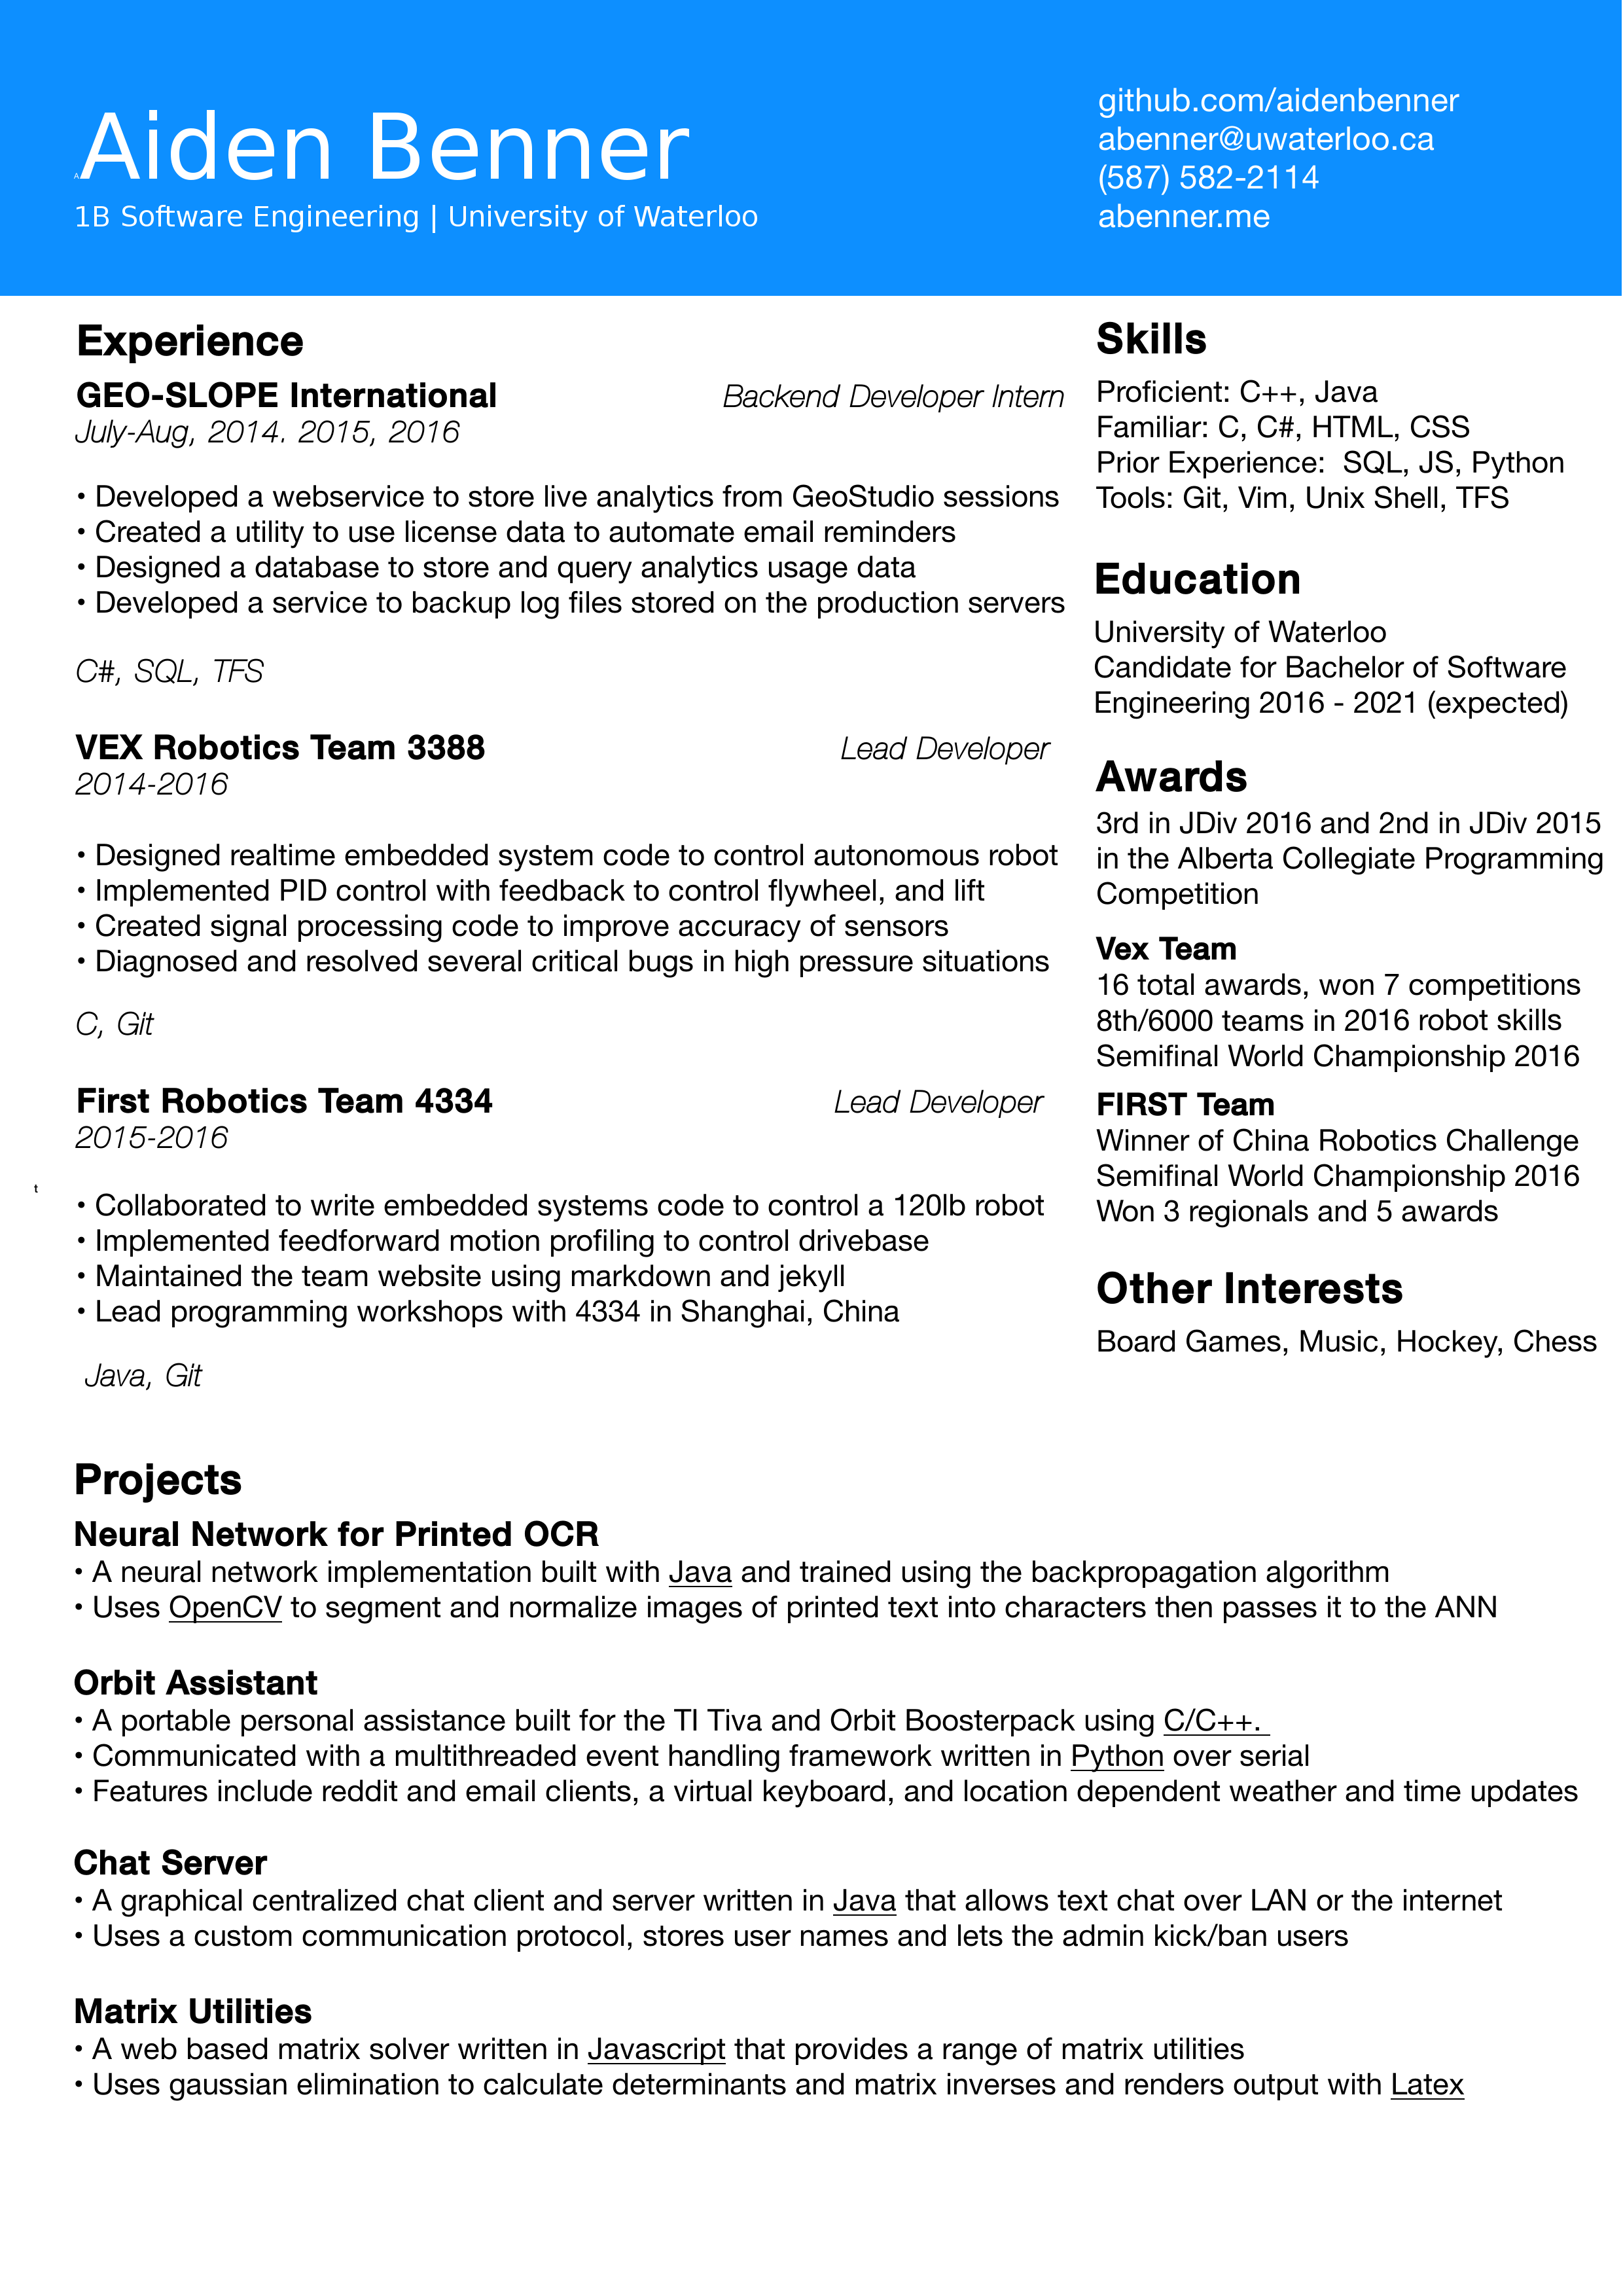 Aiden Benner
A
1B Software Engineering | University of Waterloo
github.com/aidenbenner
abenner@uwaterloo.ca
(587) 582-2114
abenner.me
Experience
GEO-SLOPE International Backend Developer Intern
July-Aug, 2014. 2015, 2016
• Developed a webservice to store live analytics from GeoStudio sessions
• Created a utility to use license data to automate email reminders
• Designed a database to store and query analytics usage data
• Developed a service to backup log files stored on the production servers
C#, SQL, TFS
VEX Robotics Team 3388 Lead Developer
2014-2016
• Designed realtime embedded system code to control autonomous robot
• Implemented PID control with feedback to control flywheel, and lift
• Created signal processing code to improve accuracy of sensors
• Diagnosed and resolved several critical bugs in high pressure situations
C, Git
First Robotics Team 4334 Lead Developer
2015-2016
t
• Collaborated to write embedded systems code to control a 120lb robot
• Implemented feedforward motion profiling to control drivebase
• Maintained the team website using markdown and jekyll
• Lead programming workshops with 4334 in Shanghai, China
Java, Git
Skills
Proficient: C++, Java
Familiar: C, C#, HTML, CSS
Prior Experience:  SQL, JS, Python
Tools: Git, Vim, Unix Shell, TFS
Education
University of Waterloo
Candidate for Bachelor of Software
Engineering 2016 - 2021 (expected)
Awards
3rd in JDiv 2016 and 2nd in JDiv 2015
in the Alberta Collegiate Programming
Competition
Vex Team
16 total awards, won 7 competitions
8th/6000 teams in 2016 robot skills
Semifinal World Championship 2016
FIRST Team
Winner of China Robotics Challenge
Semifinal World Championship 2016
Won 3 regionals and 5 awards
Other Interests
Board Games, Music, Hockey, Chess
Projects
Neural Network for Printed OCR
• A neural network implementation built with Java and trained using the backpropagation algorithm
• Uses OpenCV to segment and normalize images of printed text into characters then passes it to the ANN
Orbit Assistant
• A portable personal assistance built for the TI Tiva and Orbit Boosterpack using C/C++.
• Communicated with a multithreaded event handling framework written in Python over serial
• Features include reddit and email clients, a virtual keyboard, and location dependent weather and time updates
Chat Server
• A graphical centralized chat client and server written in Java that allows text chat over LAN or the internet
• Uses a custom communication protocol, stores user names and lets the admin kick/ban users
Matrix Utilities
• A web based matrix solver written in Javascript that provides a range of matrix utilities
• Uses gaussian elimination to calculate determinants and matrix inverses and renders output with Latex